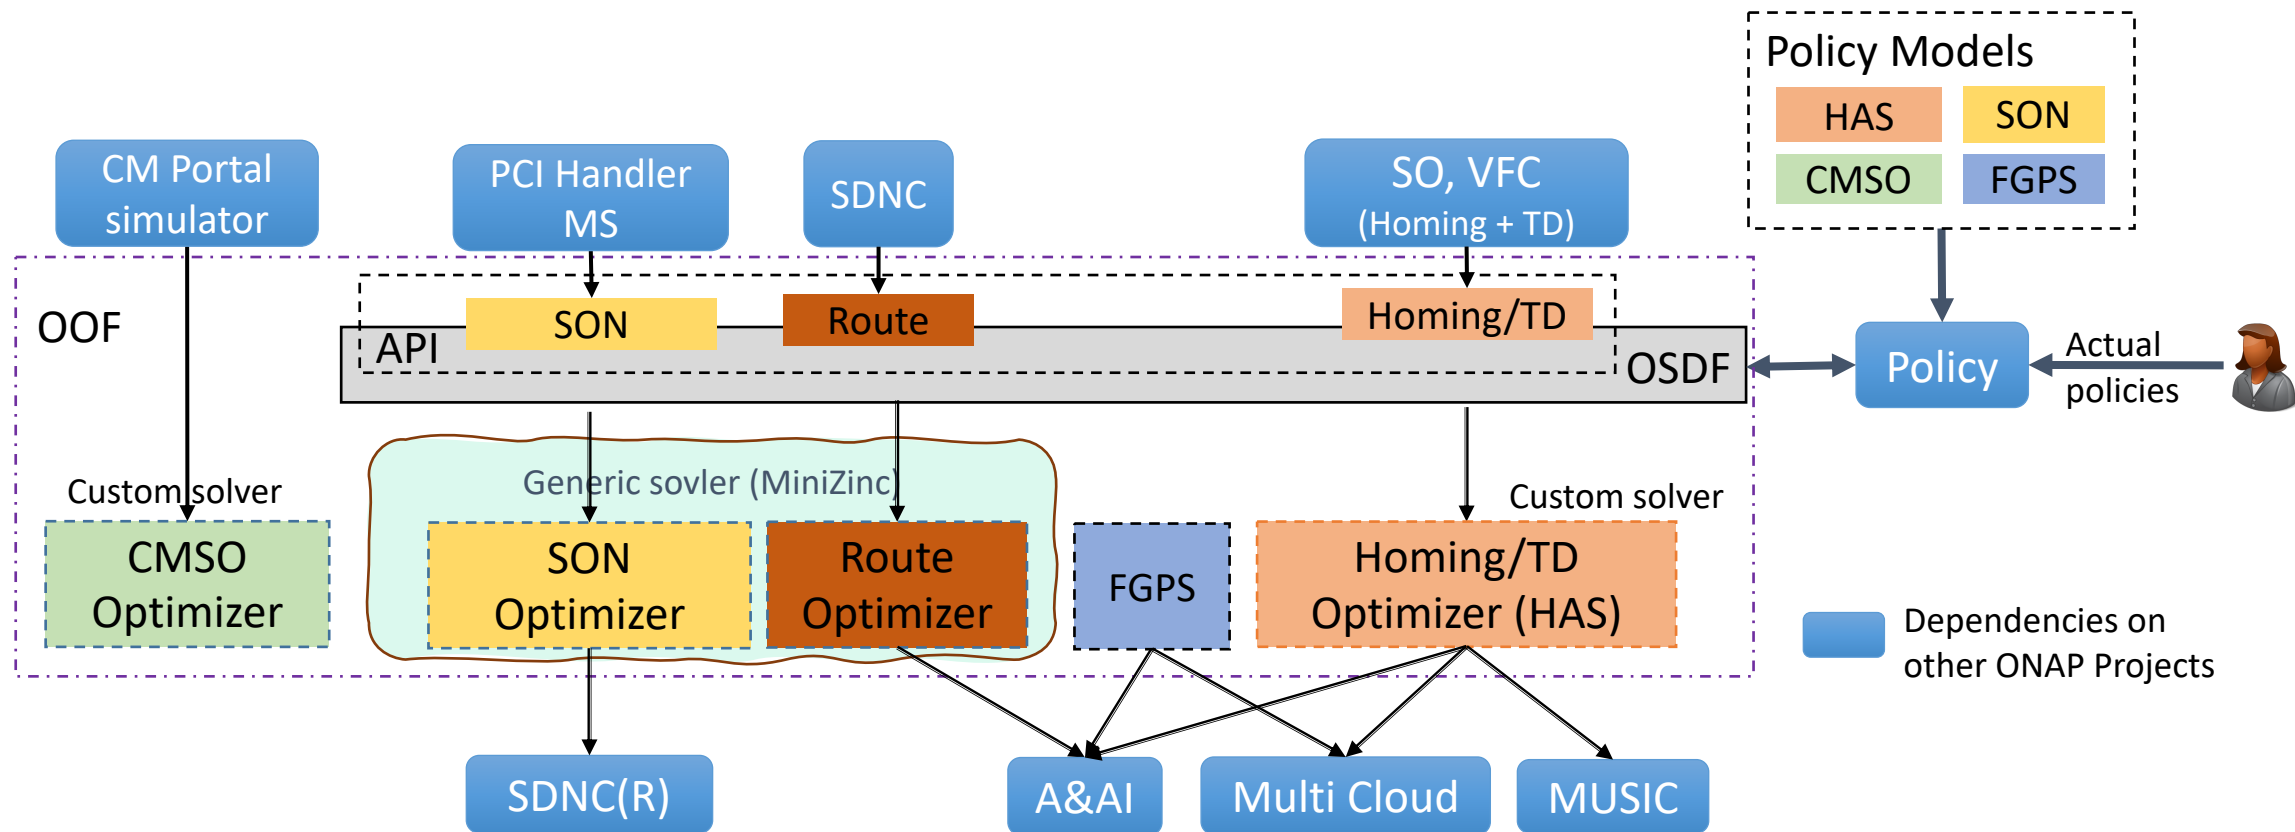 Policy Models
HAS
SON
CMSO
FGPS
CM Portal
simulator
PCI Handler
MS
SDNC
SO, VFC
(Homing + TD)
OOF
SON
Route
Homing/TD
API
OSDF
Policy
Actual
policies
Generic sovler (MiniZinc)
Custom solver
Custom solver
CMSO
Optimizer
SON
Optimizer
Route
Optimizer
FGPS
Homing/TD
Optimizer (HAS)
Dependencies on
other ONAP Projects
SDNC(R)
A&AI
Multi Cloud
MUSIC